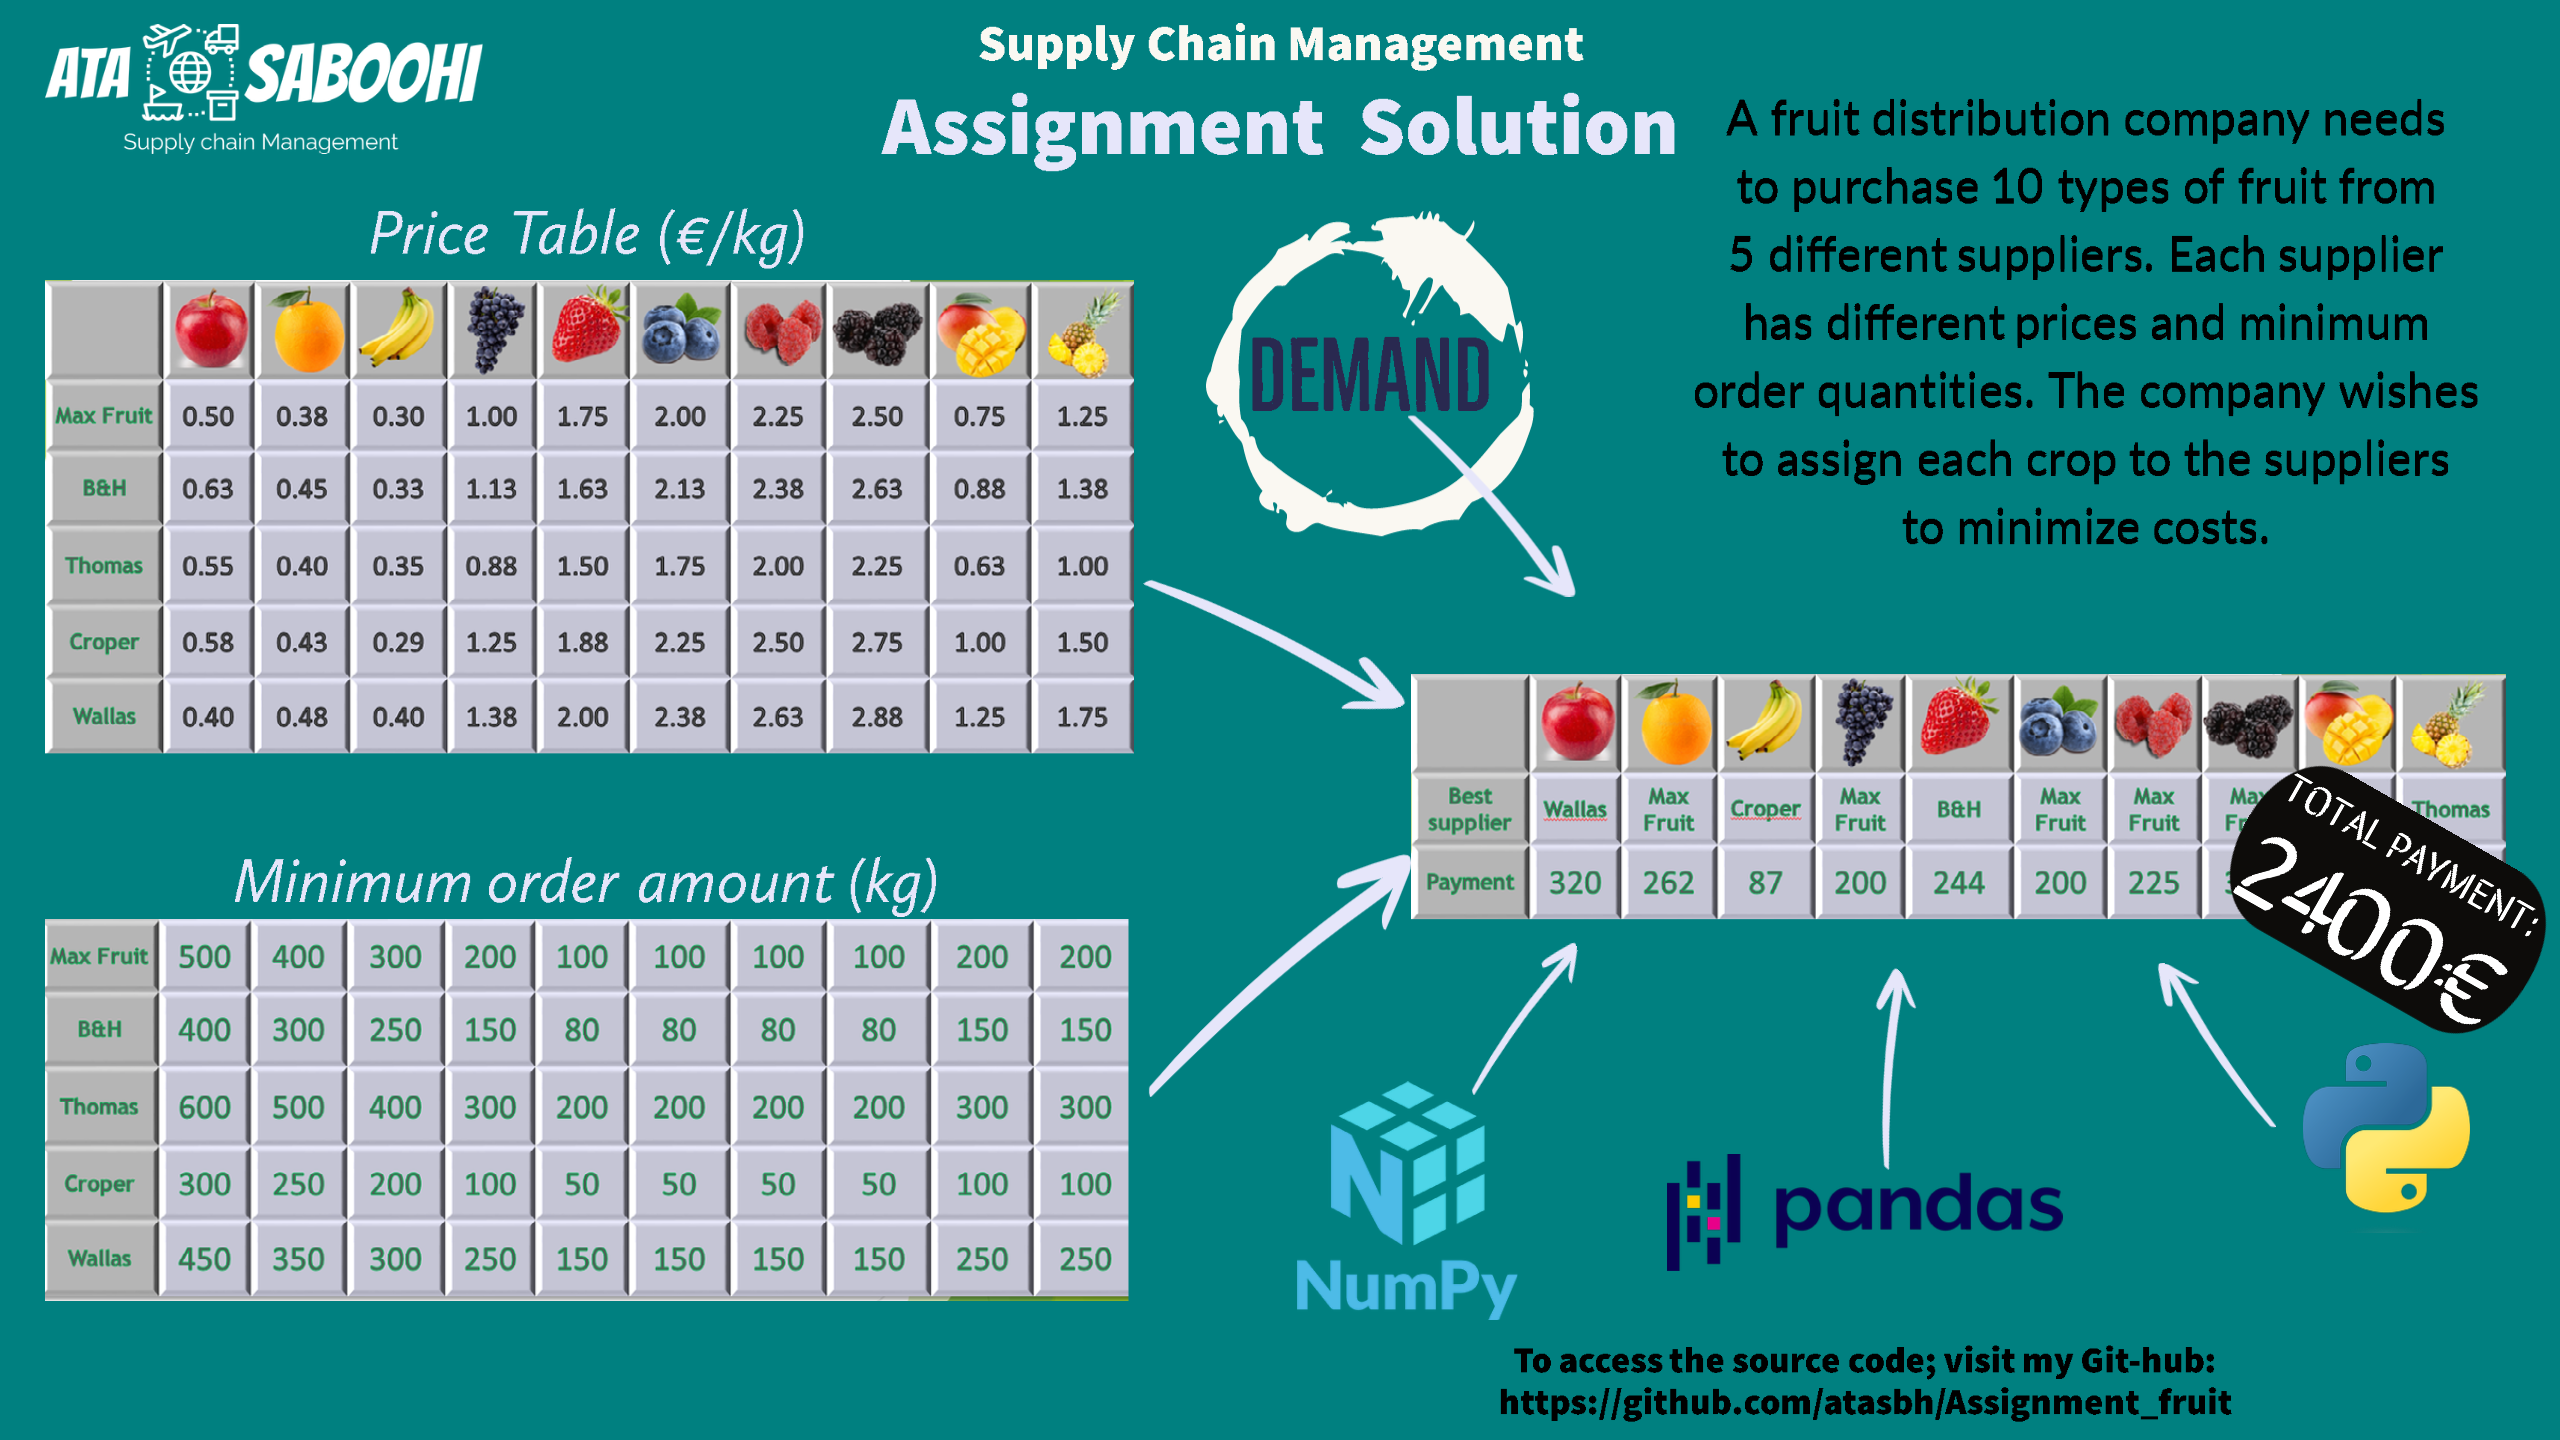 ATA SABOOHI
Supply chain Management
Supply Chain Management
Assignment Solution
A fruit distribution company needs
to purchase 10 types of fruit from
5 different suppliers. Each supplier
has different prices and minimum
order quantities. The company wishes
to assign each crop to the suppliers
to minimize costs.
Price Table (€/kg)
Max Fruit 0.50 0.38 0.30 1.00 1.75 2.00 2.25 2.50 0.75 1.25
B&H 0.63 0.45 0.33 1.13 1.63 2.13 2.38 2.63 0.88 1.38
Thomas 0.55 0.40 0.35 0.88 1.50 1.75 2.00 2.25 0.63 1.00
Croper 0.58 0.43 0.29 1.25 1.88 2.25 2.50 2.75 1.00 1.50
Wallas 0.40 0.48 0.40 1.38 2.00 2.38 2.63 2.88 1.25 1.75
DEMAND
Minimum order amount (kg)
Max Fruit 500 400 300 200 100 100 100 100 200 200
B&H 400 300 250 150 80 80 80 80 150 150
Thomas 600 500 400 300 200 200 200 200 300 300
Croper 300 250 200 100 50 50 50 50 100 100
Wallas 450 350 300 250 150 150 150 150 250 250
Best supplier Wallas Max Fruit Croper Max Fruit B&H Max Fruit Max Fruit Thomas
Payment 320 262 87 200 244 200 225
TOTAL PAYMENT:
2400€
NumPy
pandas
To access the source code; visit my Git-hub:
https://github.com/atasbh/Assignment_fruit